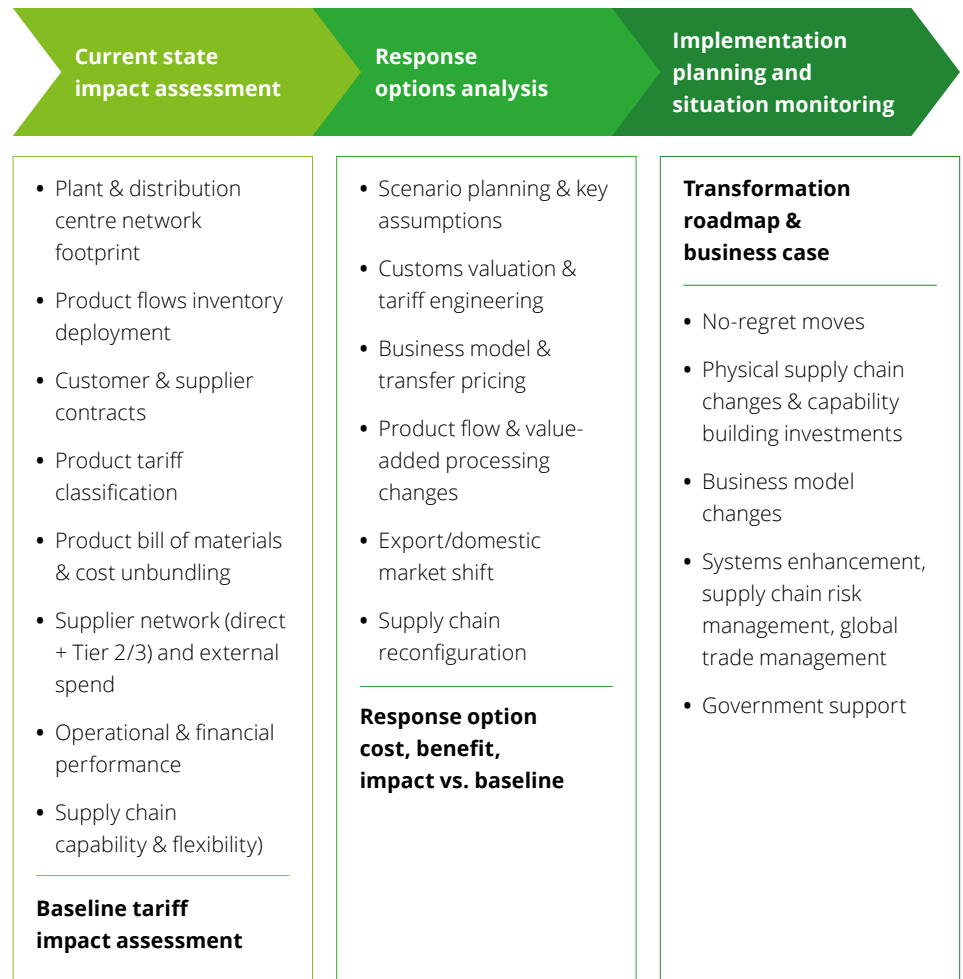 Current state
impact assessment
Response
options analysis
Implementation
planning and
situation monitoring
• Plant & distribution
centre network
footprint
• Product flows inventory
deployment
• Customer & supplier
contracts
• Product tariff
classification
• Product bill of materials
& cost unbundling
• Supplier network (direct
+ Tier 2/3) and external
spend
• Operational & financial
performance
• Supply chain
capability & flexibility)
Baseline tariff
impact assessment
• Scenario planning & key
assumptions
• Customs valuation &
tariff engineering
• Business model &
transfer pricing
• Product flow & value-
added processing
changes
• Export/domestic
market shift
• Supply chain
reconfiguration
Response option
cost, benefit,
impact vs. baseline
Transformation
roadmap &
business case
• No-regret moves
• Physical supply chain
changes & capability
building investments
• Business model
changes
• Systems enhancement,
supply chain risk
management, global
trade management
• Government support